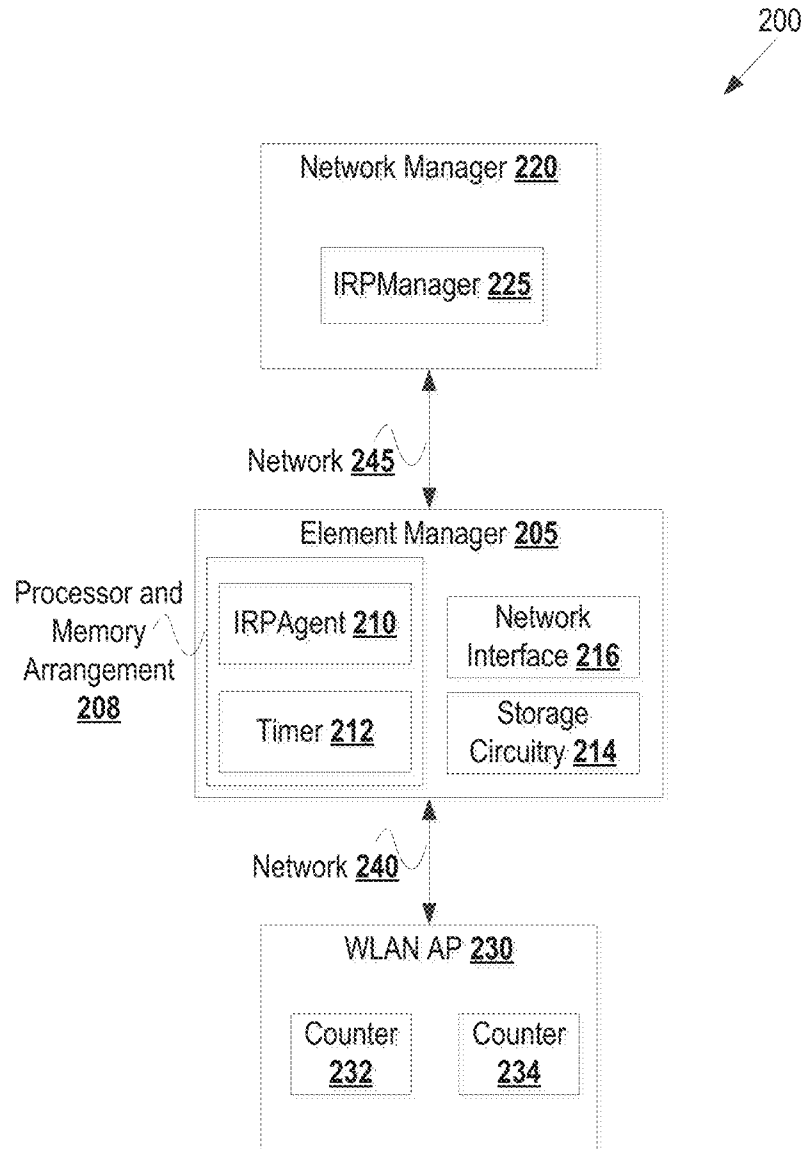 200
Network Manager 220
IRPManager 225
Network 245
Element Manager 205
Processor and
Memory
Arrangement
208
IRPAgent 210
Timer 212
Network
Interface 216
Storage
Circuitry 214
Network 240
WLAN AP 230
Counter
232
Counter
234